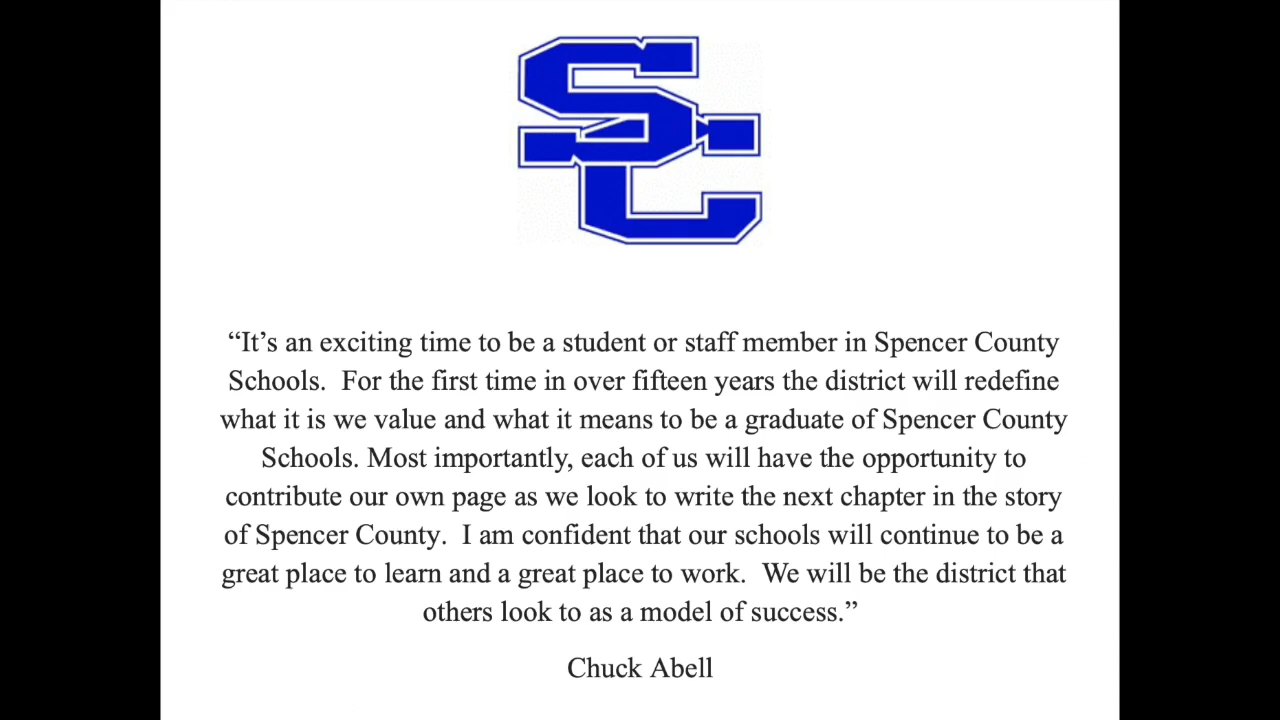 SC
“It’s an exciting time to be a student or staff member in Spencer County
Schools.  For the first time in over fifteen years the district will redefine
what it is we value and what it means to be a graduate of Spencer County
Schools. Most importantly, each of us will have the opportunity to
contribute our own page as we look to write the next chapter in the story
of Spencer County.  I am confident that our schools will continue to be a
great place to learn and a great place to work.  We will be the district that
others look to as a model of success.”
Chuck Abell